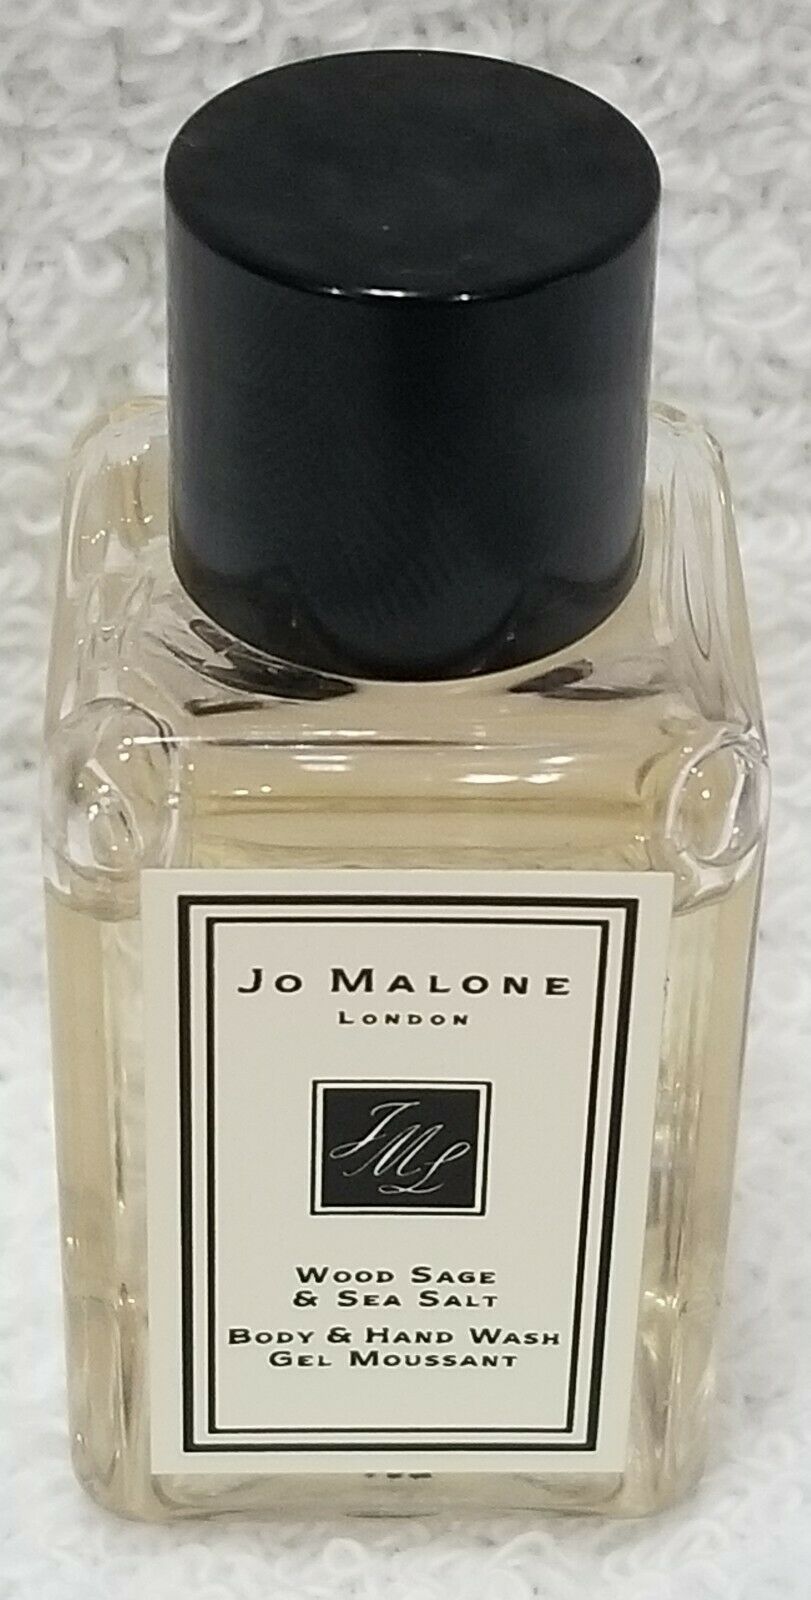 JO MALONE
LONDON
JML
WOOD SAGE
& SEA SALT
BODY & HAND WASH
GEL MOUSSANT